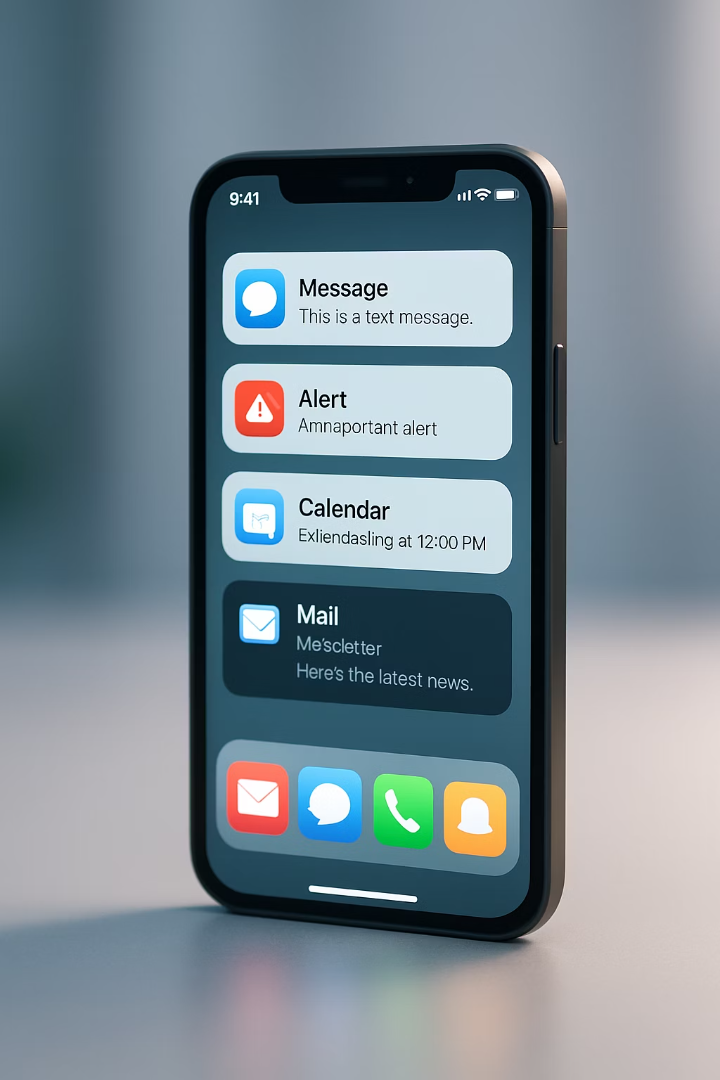 9:41
Message
This is a text message.
Alert
Amnaportant alert
Calendar
Exliendasling at 12:00 PM
Mail
Me'scletter
Here's the latest news.